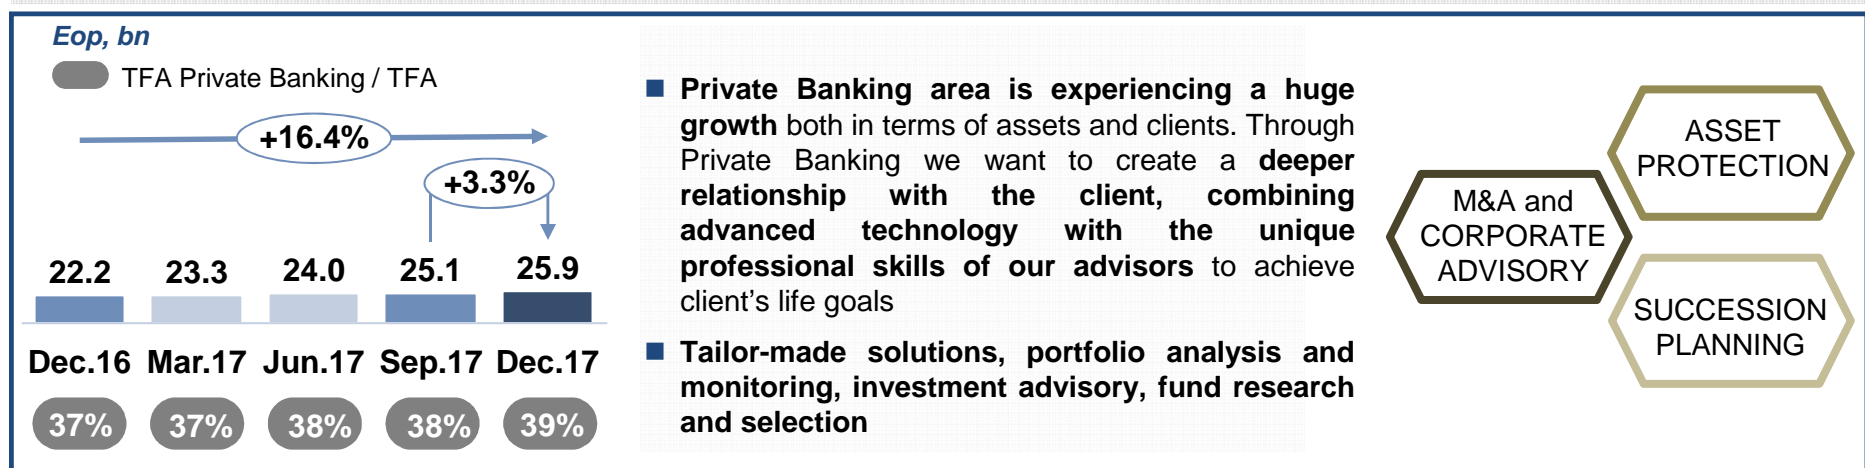 Eop, bn
TFA Private Banking / TFA
+16.4%
+3.3%
22.2 23.3 24.0 25.1 25.9
Dec.16 Mar.17 Jun.17 Sep.17 Dec.17
37% 37% 38% 38% 39%
Private Banking area is experiencing a huge
growth both in terms of assets and clients. Through
Private Banking we want to create a deeper
relationship with the client, combining
advanced technology with the unique
professional skills of our advisors to achieve
client's life goals
Tailor-made solutions, portfolio analysis and
monitoring, investment advisory, fund research
and selection
M&A and
CORPORATE
ADVISORY
ASSET
PROTECTION
SUCCESSION
PLANNING